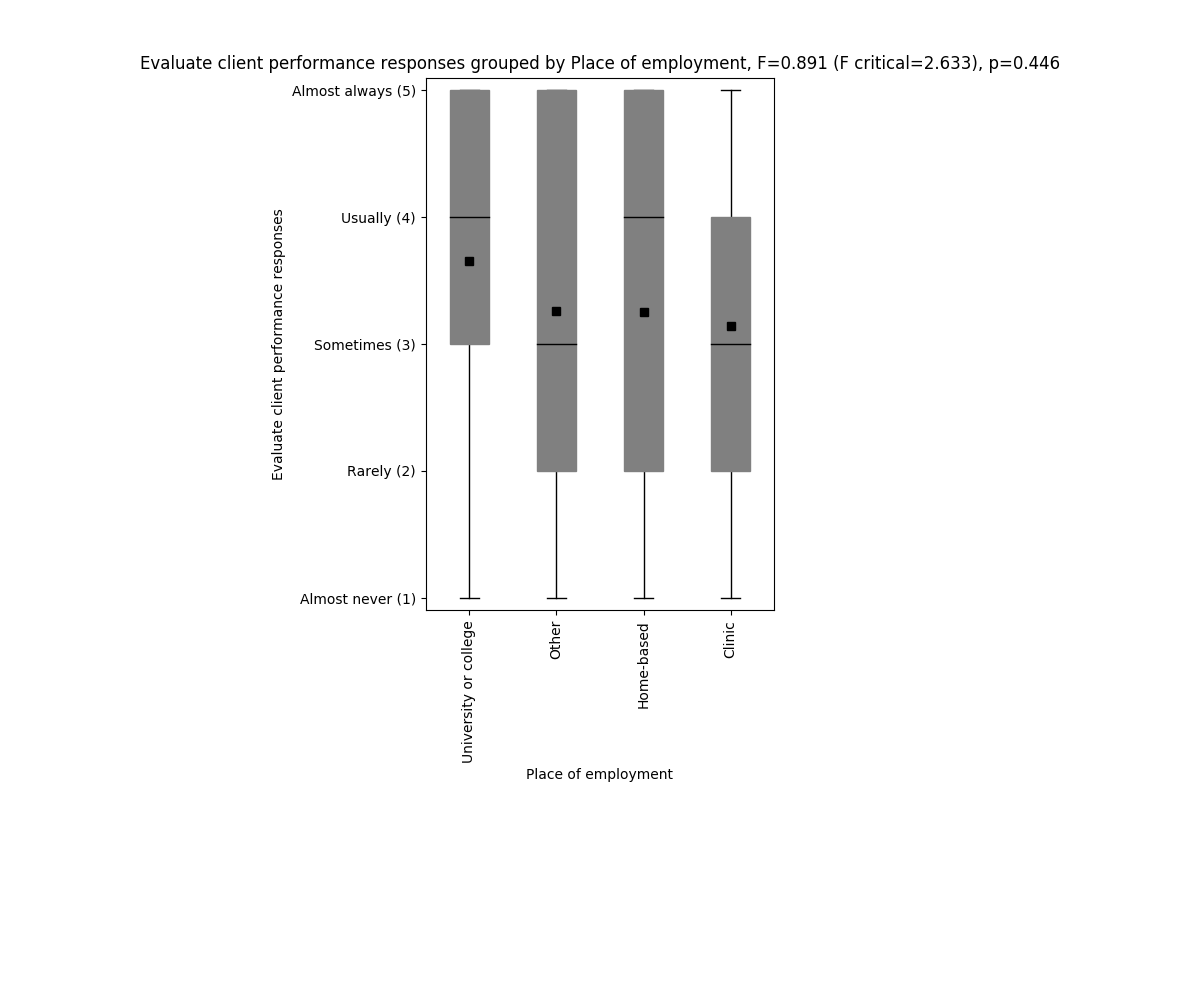 Evaluate client performance responses grouped by Place of employment, F=0.891 (F critical=2.633), p=0.446
Almost always (5)
Usually (4)
Sometimes (3)
Rarely (2)
Almost never (1)
Evaluate client performance responses
University or college
Other
Home-based
Clinic
Place of employment